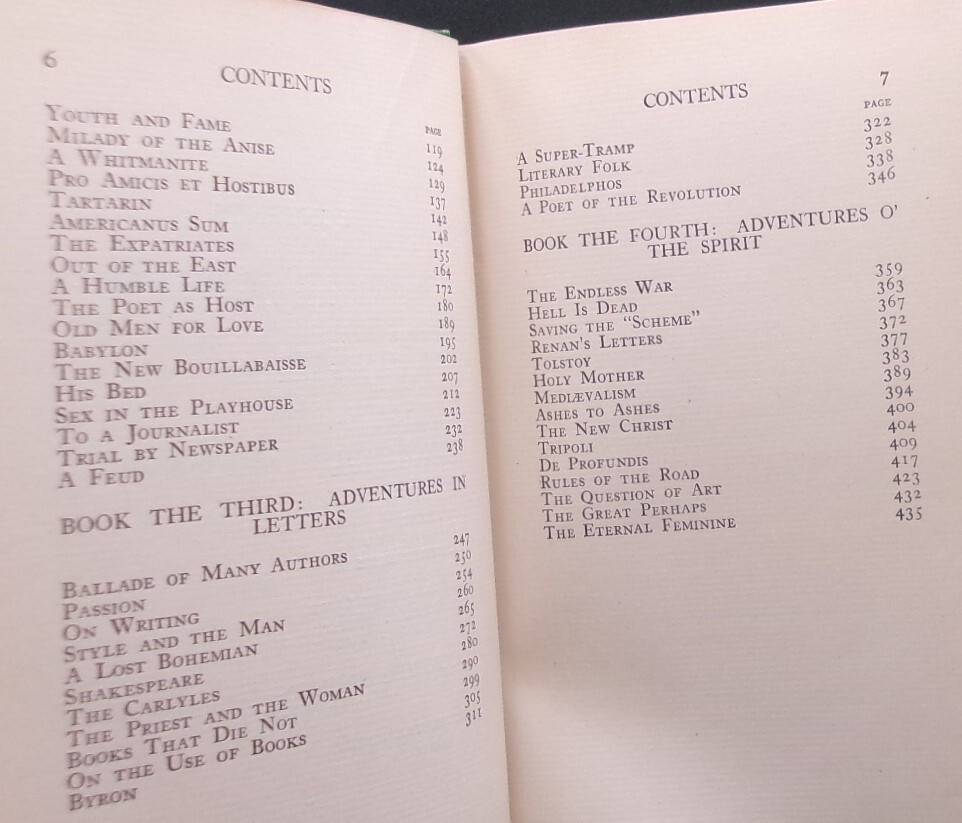 6
CONTENTS
PAGE
YOUTH AND FAME 119
MILADY OF THE ANISE 124
A WHITMANITE 129
PRO AMICIS ET HOSTIBUS 137
TARTARIN 142
AMERICANUS SUM 148
THE EXPATRIATES 155
OUT OF THE EAST 164
A HUMBLE LIFE 172
THE POET AS HOST 180
OLD MEN FOR LOVE 189
BABYLON 195
THE NEW BOUILLABAISSE 202
HIS BED 207
SEX IN THE PLAYHOUSE 212
TO A JOURNALIST 223
TRIAL BY NEWSPAPER 232
A FEUD 238
BOOK THE THIRD: ADVENTURES IN
LETTERS
BALLADE OF MANY AUTHORS 247
PASSION 250
ON WRITING 254
STYLE AND THE MAN 260
A LOST BOHEMIAN 265
SHAKESPEARE 272
THE CARLYLES 280
THE PRIEST AND THE WOMAN 290
BOOKS THAT DIE NOT 299
ON THE USE OF BOOKS 305
BYRON 311
CONTENTS 7
PAGE
A SUPER-TRAMP 322
LITERARY FOLK 328
PHILADELPHOS 338
A POET OF THE REVOLUTION 346
BOOK THE FOURTH: ADVENTURES O'
THE SPIRIT
THE ENDLESS WAR 359
HELL IS DEAD 363
SAVING THE "SCHEME" 367
RENAN'S LETTERS 372
TOLSTOY 377
HOLY MOTHER 383
MEDIÆVALISM 389
ASHES TO ASHES 394
THE NEW CHRIST 400
TRIPOLI 404
DE PROFUNDIS 409
RULES OF THE ROAD 417
THE QUESTION OF ART 423
THE GREAT PERHAPS 432
THE ETERNAL FEMININE 435